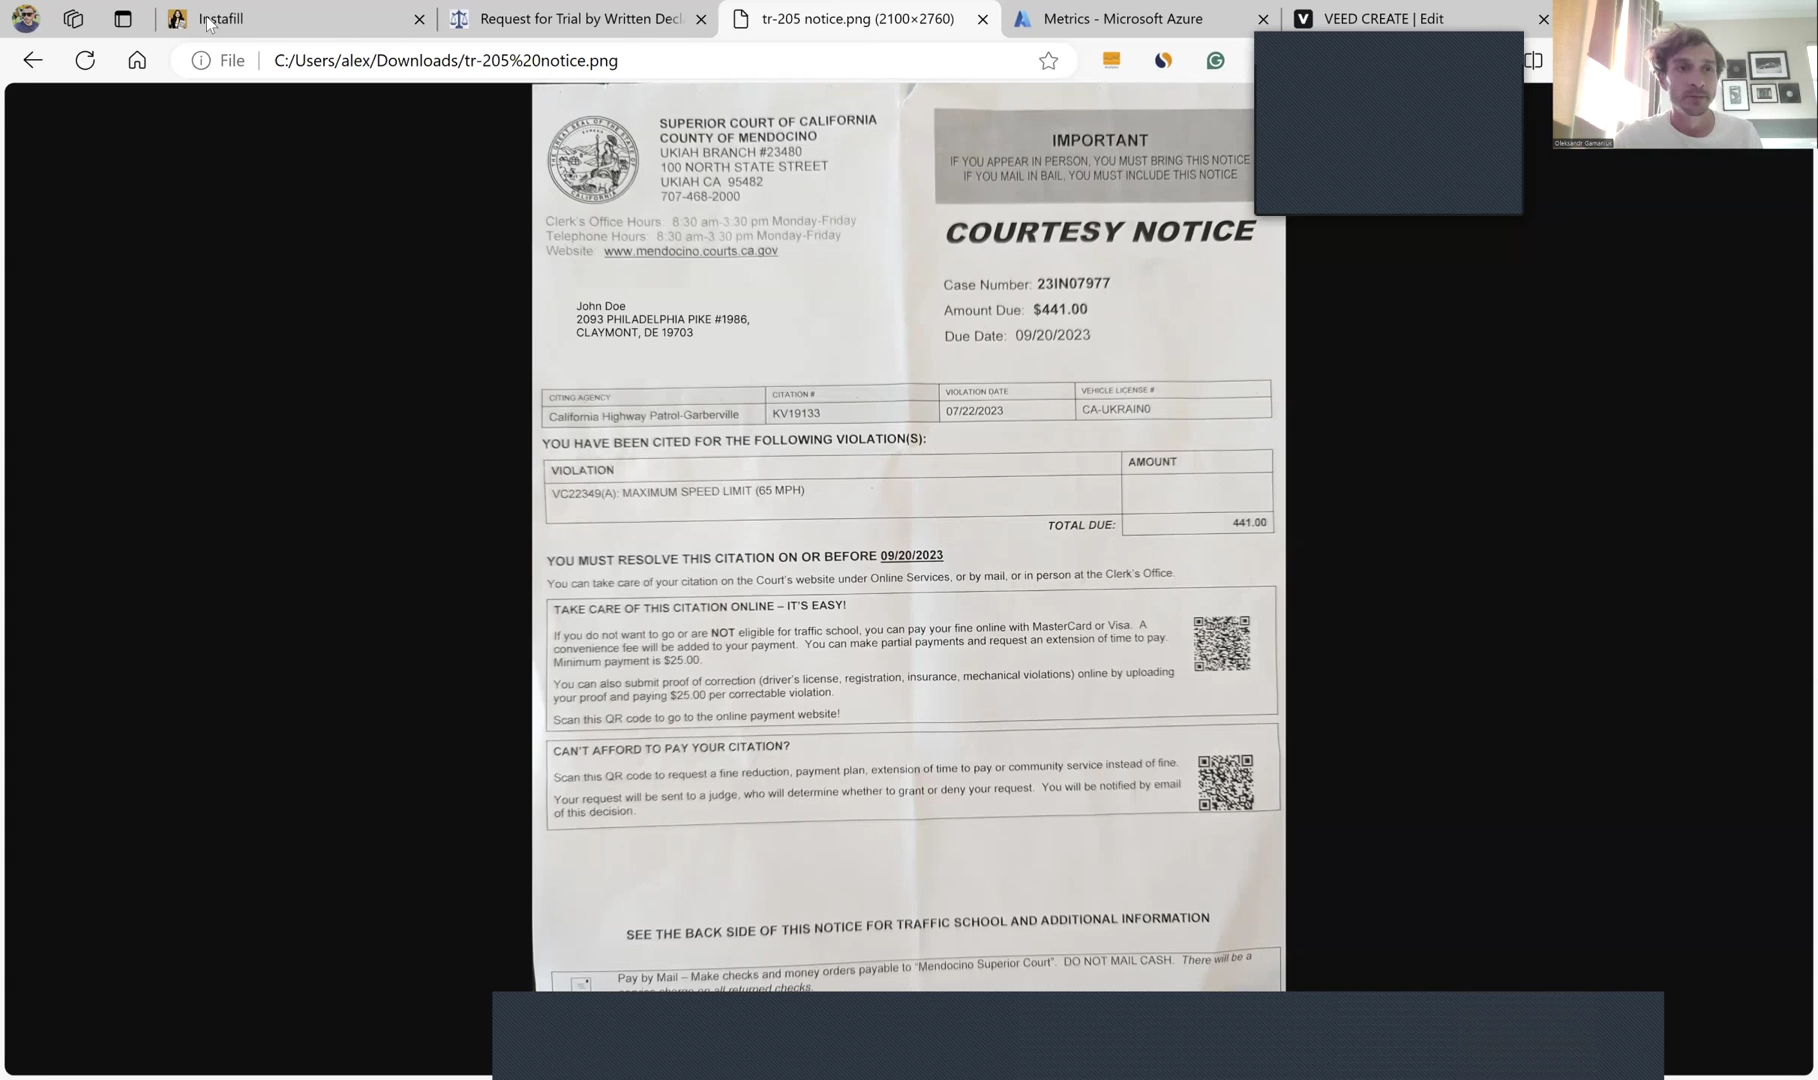 Instafill
Request for Trial by Written Decl
tr-205 notice.png (2100×2760)
Metrics - Microsoft Azure
VEED CREATE | Edit
File
C:/Users/alex/Downloads/tr-205%20notice.png
Oleksandr Gamaniuk
SUPERIOR COURT OF CALIFORNIA
COUNTY OF MENDOCINO
UKIAH BRANCH #23480
100 NORTH STATE STREET
UKIAH CA 95482
707-468-2000
Clerk's Office Hours 8:30 am-3:30 pm Monday-Friday
Telephone Hours: 8:30 am-3:30 pm Monday-Friday
Website www.mendocino.courts.ca.gov
IMPORTANT
IF YOU APPEAR IN PERSON, YOU MUST BRING THIS NOTICE
IF YOU MAIL IN BAIL, YOU MUST INCLUDE THIS NOTICE
COURTESY NOTICE
Case Number: 23IN07977
Amount Due: $441.00
Due Date: 09/20/2023
John Doe
2093 PHILADELPHIA PIKE #1986,
CLAYMONT, DE 19703
CITING AGENCY
CITATION #
VIOLATION DATE
VEHICLE LICENSE #
California Highway Patrol-Garberville
KV19133
07/22/2023
CA-UKRAIN0
YOU HAVE BEEN CITED FOR THE FOLLOWING VIOLATION(S):
VIOLATION
AMOUNT
VC22349(A): MAXIMUM SPEED LIMIT (65 MPH)
TOTAL DUE:
441.00
YOU MUST RESOLVE THIS CITATION ON OR BEFORE 09/20/2023
You can take care of your citation on the Court's website under Online Services, or by mail, or in person at the Clerk's Office.
TAKE CARE OF THIS CITATION ONLINE – IT'S EASY!
If you do not want to go or are NOT eligible for traffic school, you can pay your fine online with MasterCard or Visa. A
convenience fee will be added to your payment. You can make partial payments and request an extension of time to pay.
Minimum payment is $25.00.
You can also submit proof of correction (driver's license, registration, insurance, mechanical violations) online by uploading
your proof and paying $25.00 per correctable violation.
Scan this QR code to go to the online payment website!
CAN'T AFFORD TO PAY YOUR CITATION?
Scan this QR code to request a fine reduction, payment plan, extension of time to pay or community service instead of fine.
Your request will be sent to a judge, who will determine whether to grant or deny your request. You will be notified by email
of this decision.
SEE THE BACK SIDE OF THIS NOTICE FOR TRAFFIC SCHOOL AND ADDITIONAL INFORMATION
Pay by Mail – Make checks and money orders payable to "Mendocino Superior Court". DO NOT MAIL CASH. There will be a
service charge on all returned checks.